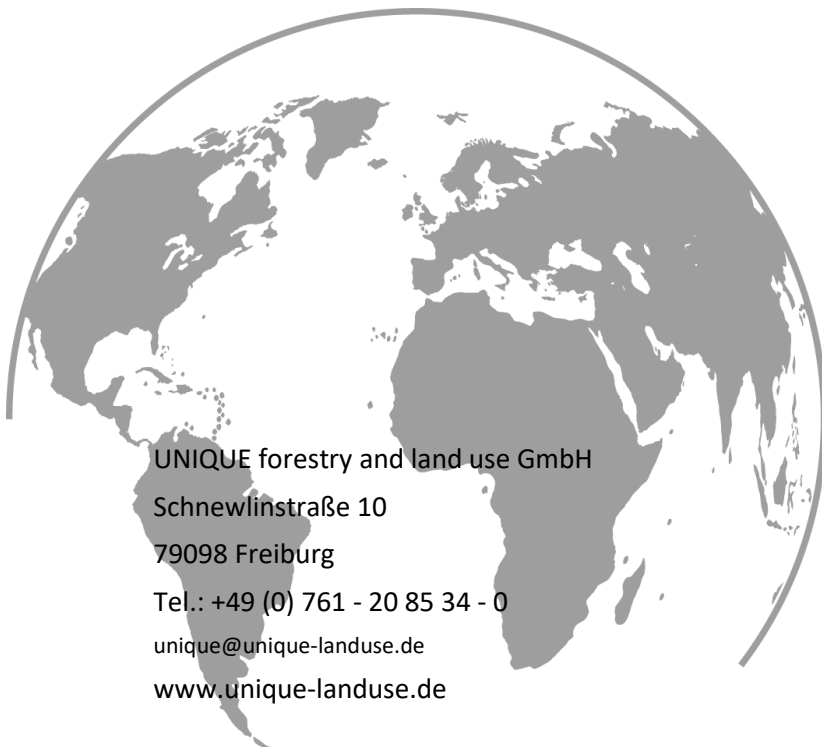 UNIQUE forestry and land use GmbH
Schnewlinstraße 10
79098 Freiburg
Tel.: +49 (0) 761 - 20 85 34 - 0
unique@unique-landuse.de
www.unique-landuse.de